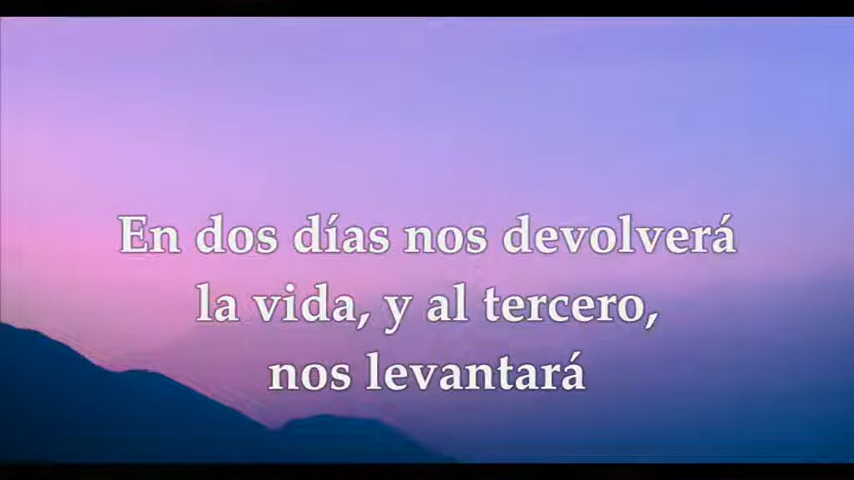 En dos días nos devolverá
la vida, y al tercero,
nos levantará